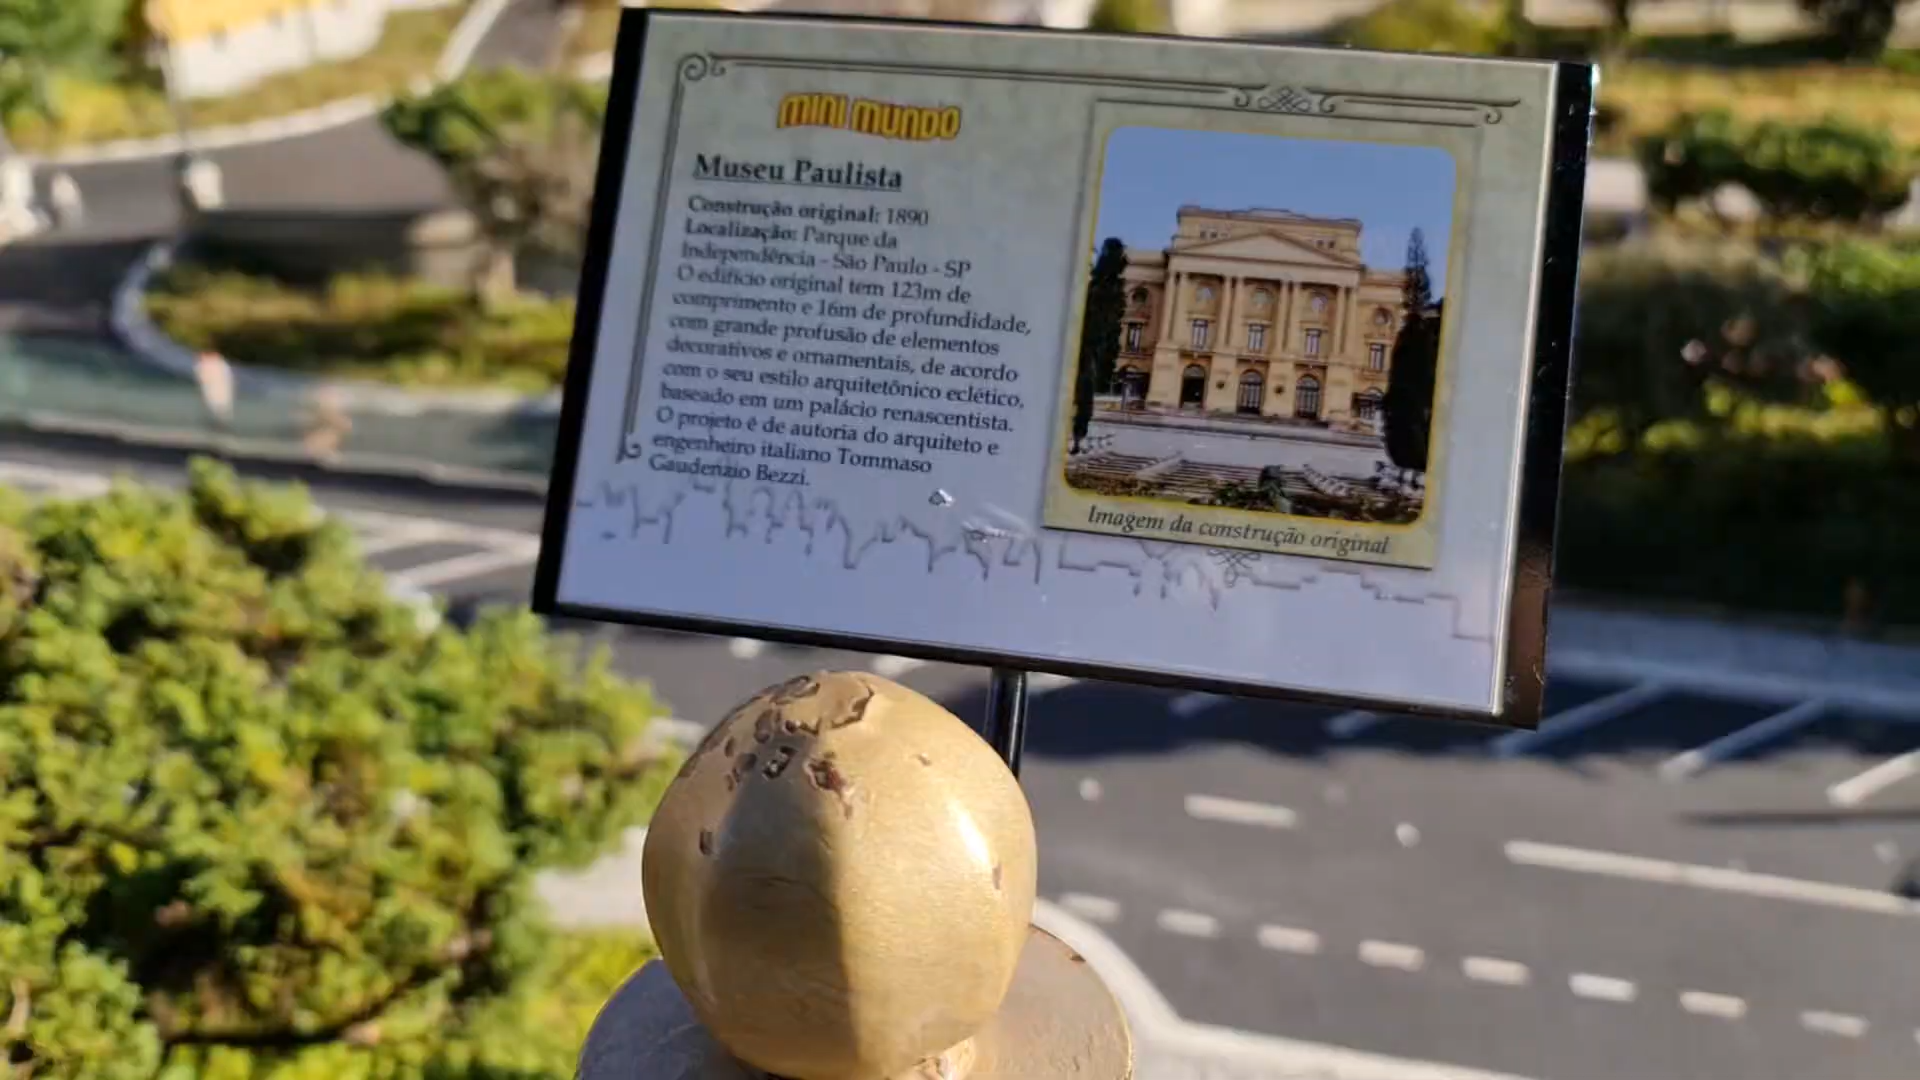 MINI MUNDO
Museu Paulista
Construção original: 1890
Localização: Parque da
Independência - São Paulo - SP
O edifício original tem 123m de
comprimento e 16m de profundidade,
com grande profusão de elementos
decorativos e ornamentais, de acordo
com o seu estilo arquitetônico eclético,
baseado em um palácio renascentista.
O projeto é de autoria do arquiteto e
engenheiro italiano Tommaso
Gaudenzio Bezzi.
Imagem da construção original